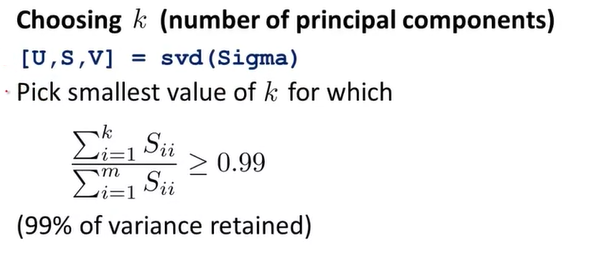 Choosing k (number of principal components)
[U,S,V] = svd(Sigma)
Pick smallest value of k for which
\frac{\sum_{i=1}^{k} S_{ii}}{\sum_{i=1}^{m} S_{ii}} \geq 0.99
(99% of variance retained)